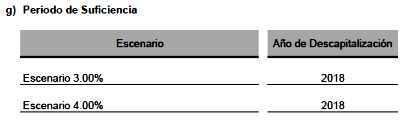 g) Período de Suficiencia
Escenario Año de Descapitalización
Escenario 3.00% 2018
Escenario 4.00% 2018